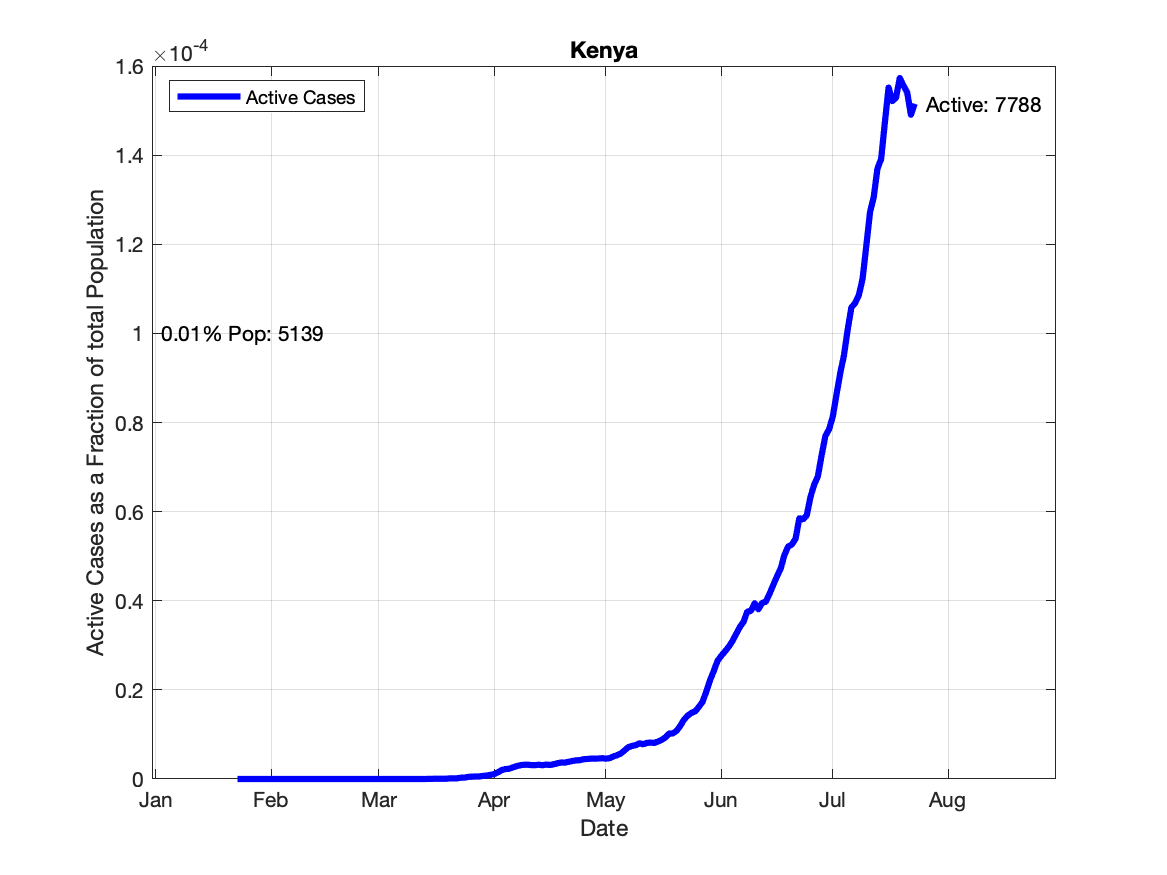 Kenya
×10-4
Active Cases
Active: 7788
0.01% Pop: 5139
1.6
1.4
1.2
1
0.8
0.6
0.4
0.2
0
Active Cases as a Fraction of total Population
Jan Feb Mar Apr May Jun Jul Aug
Date